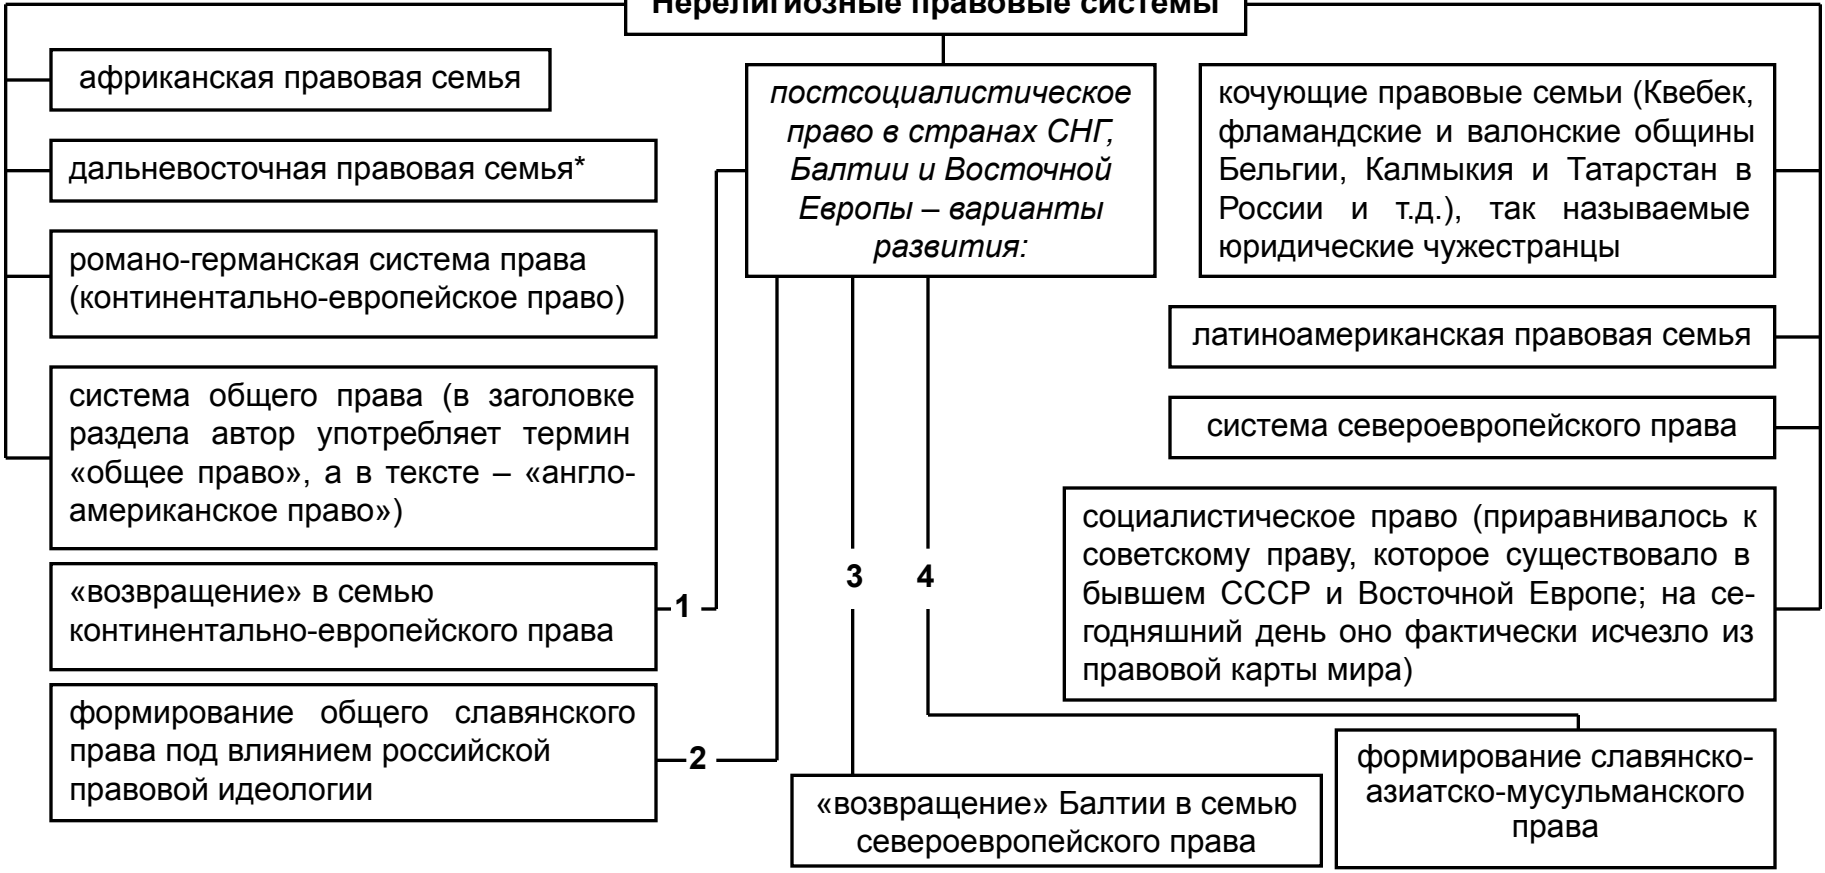 Нерелигиозные правовые системы
африканская правовая семья
дальневосточная правовая семья*
романо-германская система права
(континентально-европейское право)
система общего права (в заголовке
раздела автор употребляет термин
«общее право», а в тексте – «англо-
американское право»)
«возвращение» в семью
континентально-европейского права
1
формирование общего славянского
права под влиянием российской
правовой идеологии
2
постсоциалистическое
право в странах СНГ,
Балтии и Восточной
Европы – варианты
развития:
3
4
«возвращение» Балтии в семью
североевропейского права
кочующие правовые семьи (Квебек,
фламандские и валонские общины
Бельгии, Калмыкия и Татарстан в
России и т.д.), так называемые
юридические чужестранцы
латиноамериканская правовая семья
система североевропейского права
социалистическое право (приравнивалось к
советскому праву, которое существовало в
бывшем СССР и Восточной Европе; на се-
годняшний день оно фактически исчезло из
правовой карты мира)
формирование славянско-
азиатско-мусульманского
права